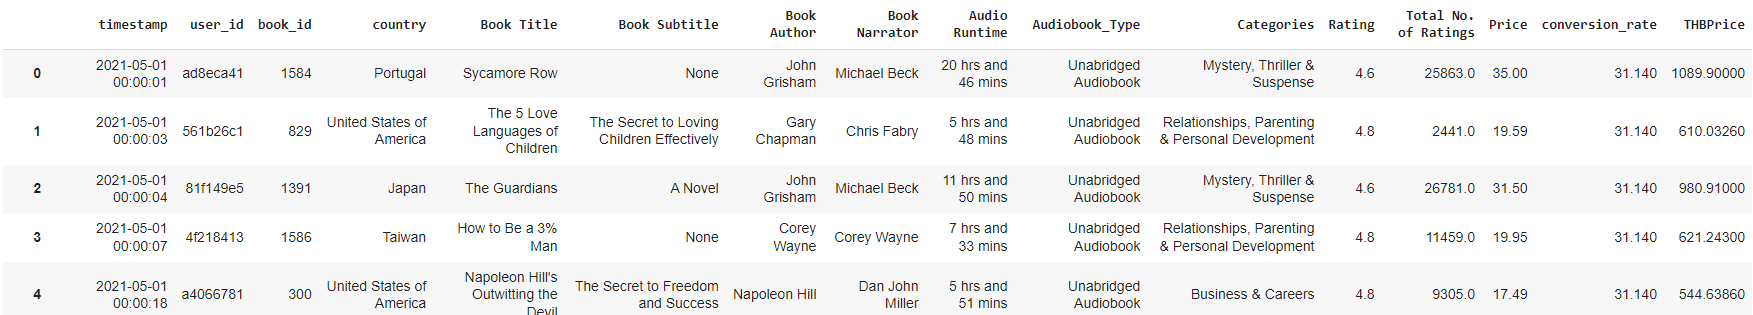 timestamp user_id book_id country Book Title Book Subtitle Book Author Book Narrator Audio Runtime Audiobook_Type Categories Rating Total No. of Ratings Price conversion_rate THBPrice
0 2021-05-01 00:00:01 ad8eca41 1584 Portugal Sycamore Row None John Grisham Michael Beck 20 hrs and 46 mins Unabridged Audiobook Mystery, Thriller & Suspense 4.6 25863.0 35.00 31.140 1089.90000
1 2021-05-01 00:00:03 561b26c1 829 United States of America The 5 Love Languages of Children The Secret to Loving Children Effectively Gary Chapman Chris Fabry 5 hrs and 48 mins Unabridged Audiobook Relationships, Parenting & Personal Development 4.8 2441.0 19.59 31.140 610.03260
2 2021-05-01 00:00:04 81f149e5 1391 Japan The Guardians A Novel John Grisham Michael Beck 11 hrs and 50 mins Unabridged Audiobook Mystery, Thriller & Suspense 4.6 26781.0 31.50 31.140 980.91000
3 2021-05-01 00:00:07 4f218413 1586 Taiwan How to Be a 3% Man None Corey Wayne Corey Wayne 7 hrs and 33 mins Unabridged Audiobook Relationships, Parenting & Personal Development 4.8 11459.0 19.95 31.140 621.24300
4 2021-05-01 00:00:18 a4066781 300 United States of America Napoleon Hill's Outwitting the Devil The Secret to Freedom and Success Napoleon Hill Dan John Miller 5 hrs and 51 mins Unabridged Audiobook Business & Careers 4.8 9305.0 17.49 31.140 544.63860